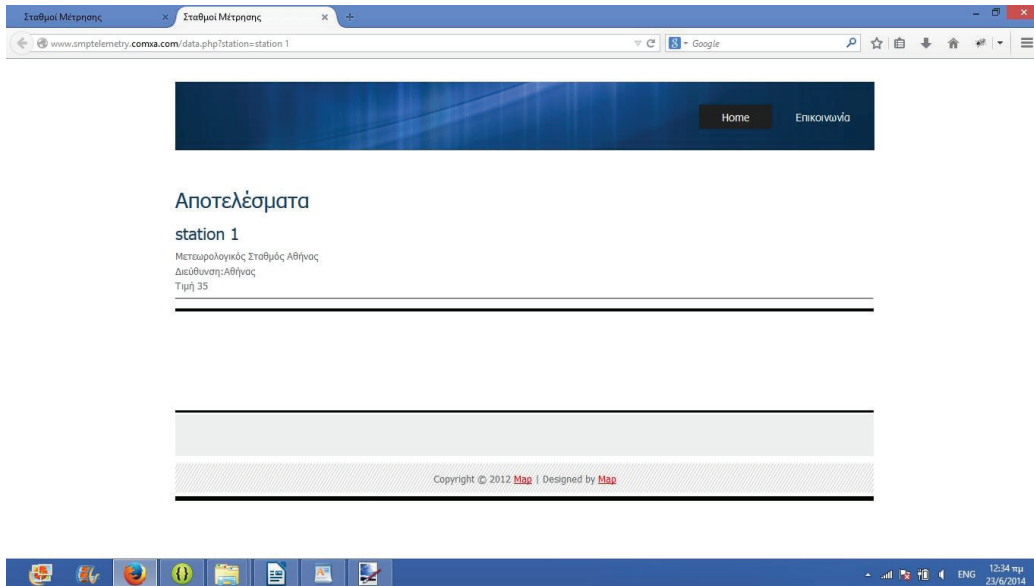 Σταθμοί Μέτρησης
Σταθμοί Μέτρησης
www.smptelemetry.comxa.com/data.php?station=station 1
Google
Home
Επικοινωνία
Αποτελέσματα
station 1
Μετεωρολογικός Σταθμός Αθήνας
Διεύθυνση:Αθήνας
Τιμή 35
Copyright © 2012 Map | Designed by Map
ENG
12:34 πμ
23/6/2014